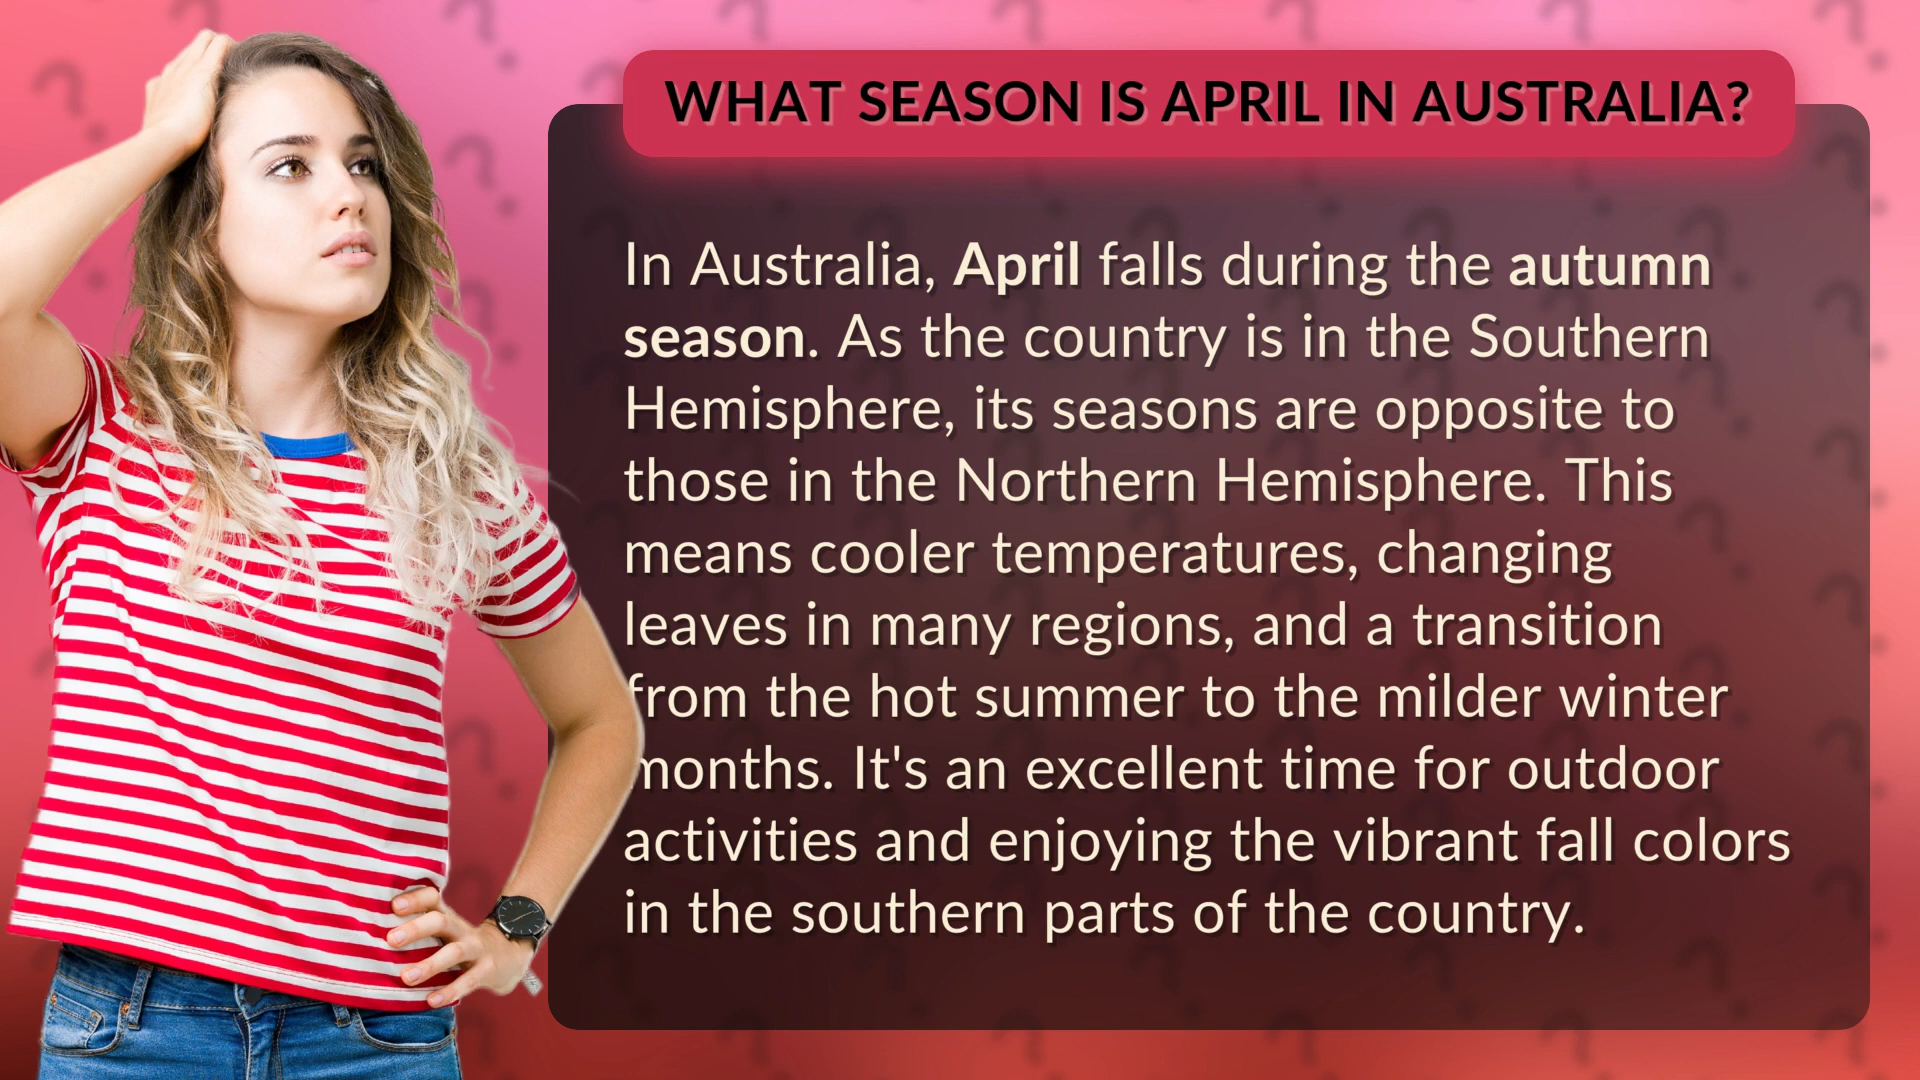 WHAT SEASON IS APRIL IN AUSTRALIA?
In Australia, April falls during the autumn
season. As the country is in the Southern
Hemisphere, its seasons are opposite to
those in the Northern Hemisphere. This
means cooler temperatures, changing
leaves in many regions, and a transition
from the hot summer to the milder winter
months. It's an excellent time for outdoor
activities and enjoying the vibrant fall colors
in the southern parts of the country.